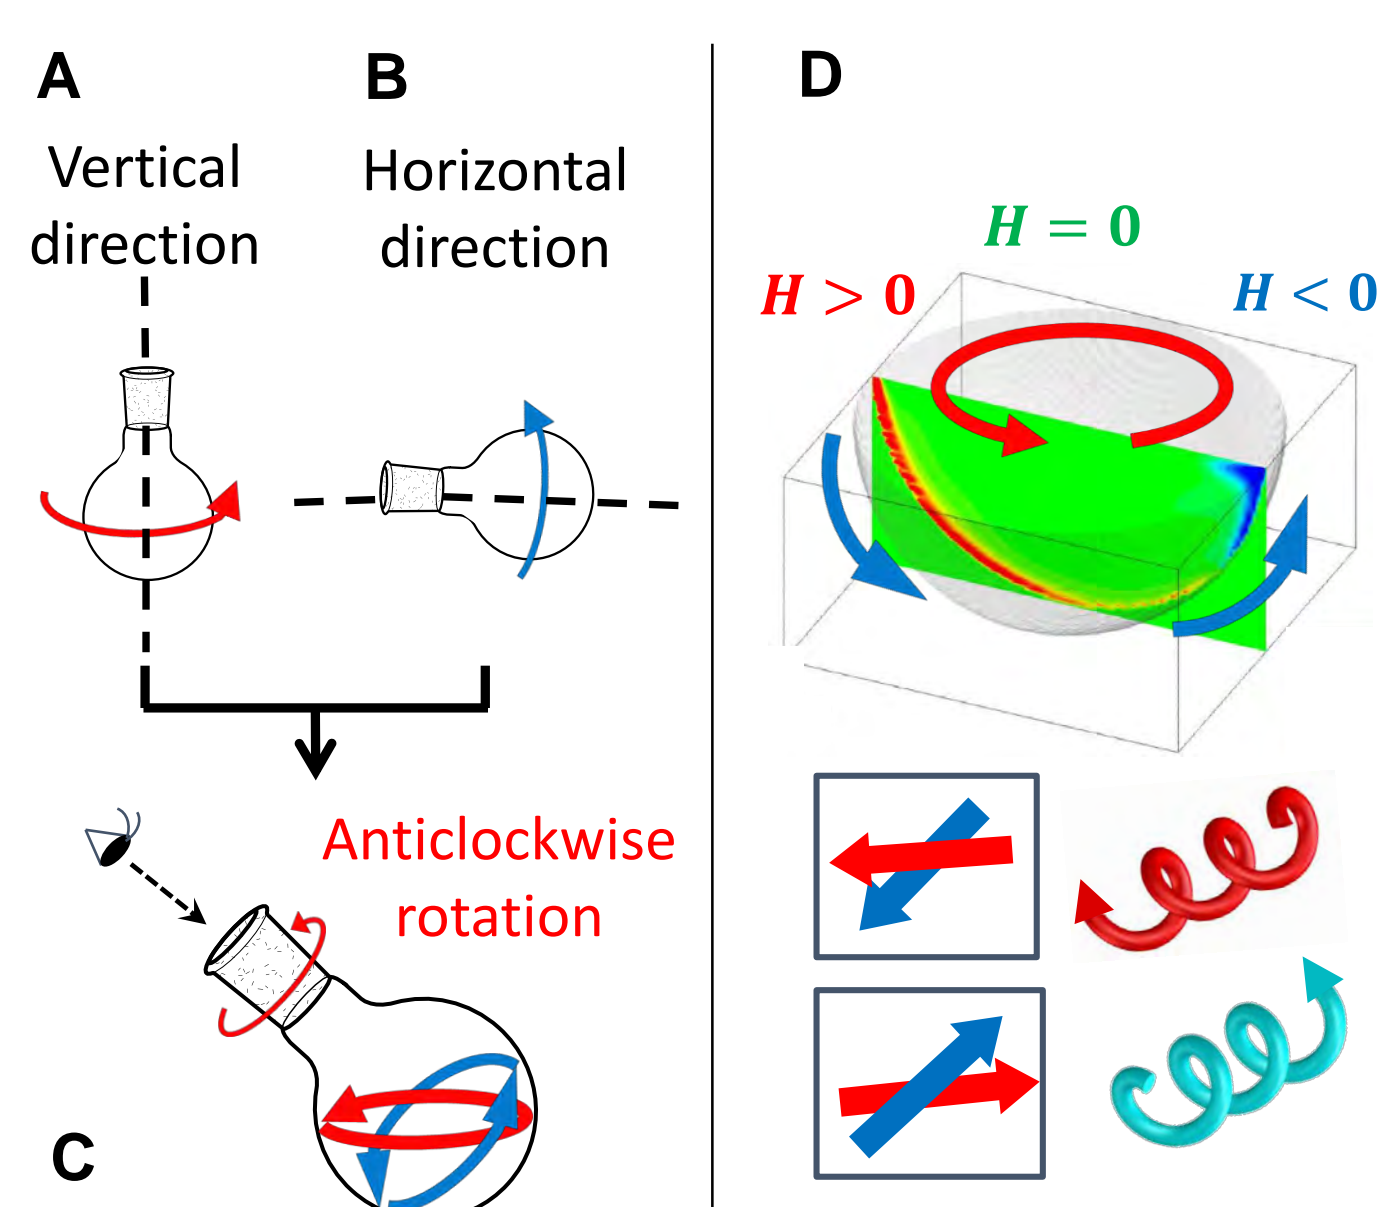 A
B
Vertical
direction
Horizontal
direction
Anticlockwise
rotation
C
D
H = 0
H > 0
H < 0